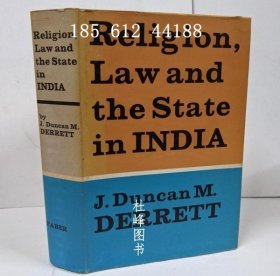 185 612 44188
Religion,
Law and
the State
in INDIA
J. Duncan M.
DERRETT
Religion
Law and
the State
in
INDIA
by
J. Duncan M.
DERRETT
FABER
杜峰图书